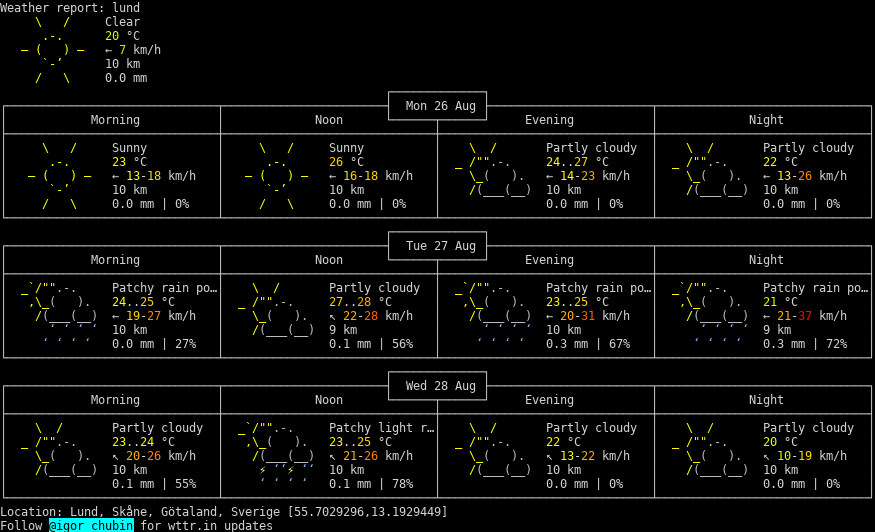 Weather report: lund
Clear
20 °C
← 7 km/h
10 km
0.0 mm
Mon 26 Aug
Morning Noon Evening Night
Sunny Sunny Partly cloudy Partly cloudy
23 °C 26 °C 24..27 °C 22 °C
← 13-18 km/h ← 16-18 km/h ← 14-23 km/h ← 13-26 km/h
10 km 10 km 10 km 10 km
0.0 mm | 0% 0.0 mm | 0% 0.0 mm | 0% 0.0 mm | 0%
Tue 27 Aug
Morning Noon Evening Night
Patchy rain po… Partly cloudy Patchy rain po… Patchy rain po…
24..25 °C 27..28 °C 23..25 °C 21 °C
← 19-27 km/h ↖ 22-28 km/h ← 20-31 km/h ← 21-37 km/h
10 km 9 km 10 km 9 km
0.0 mm | 27% 0.1 mm | 56% 0.3 mm | 67% 0.3 mm | 72%
Wed 28 Aug
Morning Noon Evening Night
Partly cloudy Patchy light r… Partly cloudy Partly cloudy
23..24 °C 23..25 °C 22 °C 20 °C
↖ 20-26 km/h ↖ 21-26 km/h ↖ 13-22 km/h ↖ 10-19 km/h
10 km 10 km 10 km 10 km
0.1 mm | 55% 0.1 mm | 78% 0.0 mm | 0% 0.0 mm | 0%
Location: Lund, Skåne, Götaland, Sverige [55.7029296,13.1929449]
Follow @igor_chubin for wttr.in updates